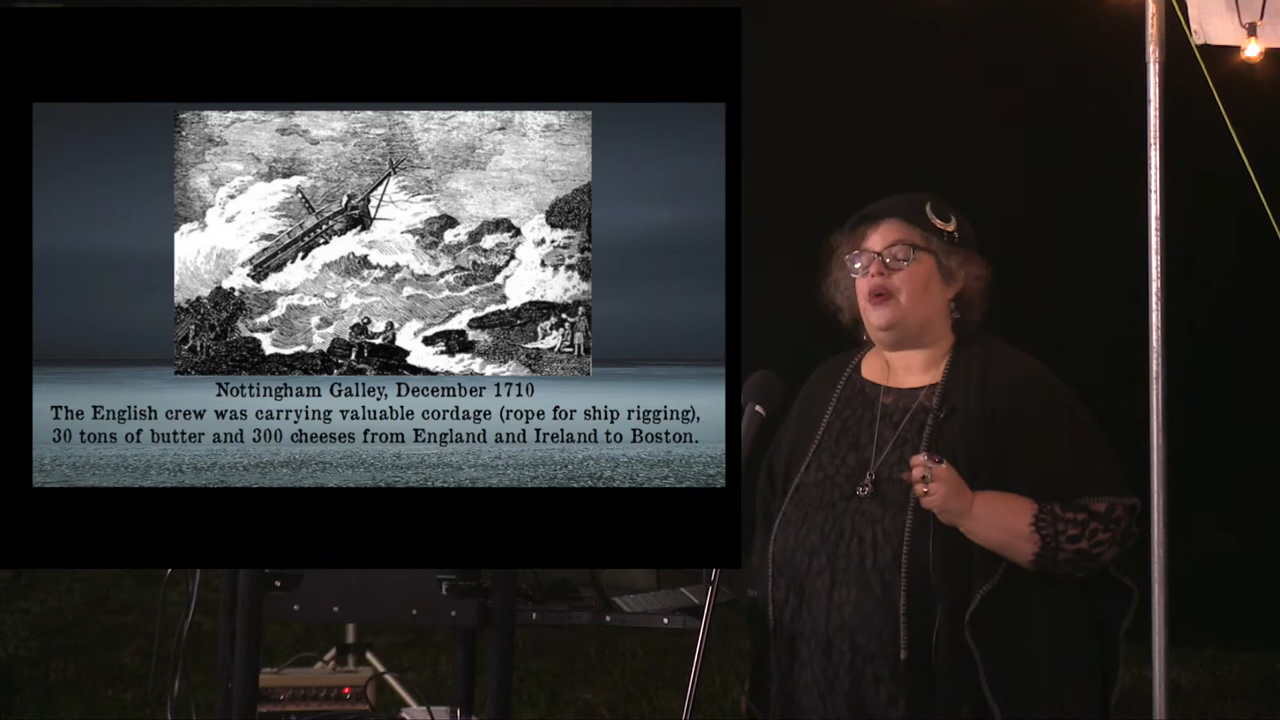 Nottingham Galley, December 1710
The English crew was carrying valuable cordage (rope for ship rigging),
30 tons of butter and 300 cheeses from England and Ireland to Boston.